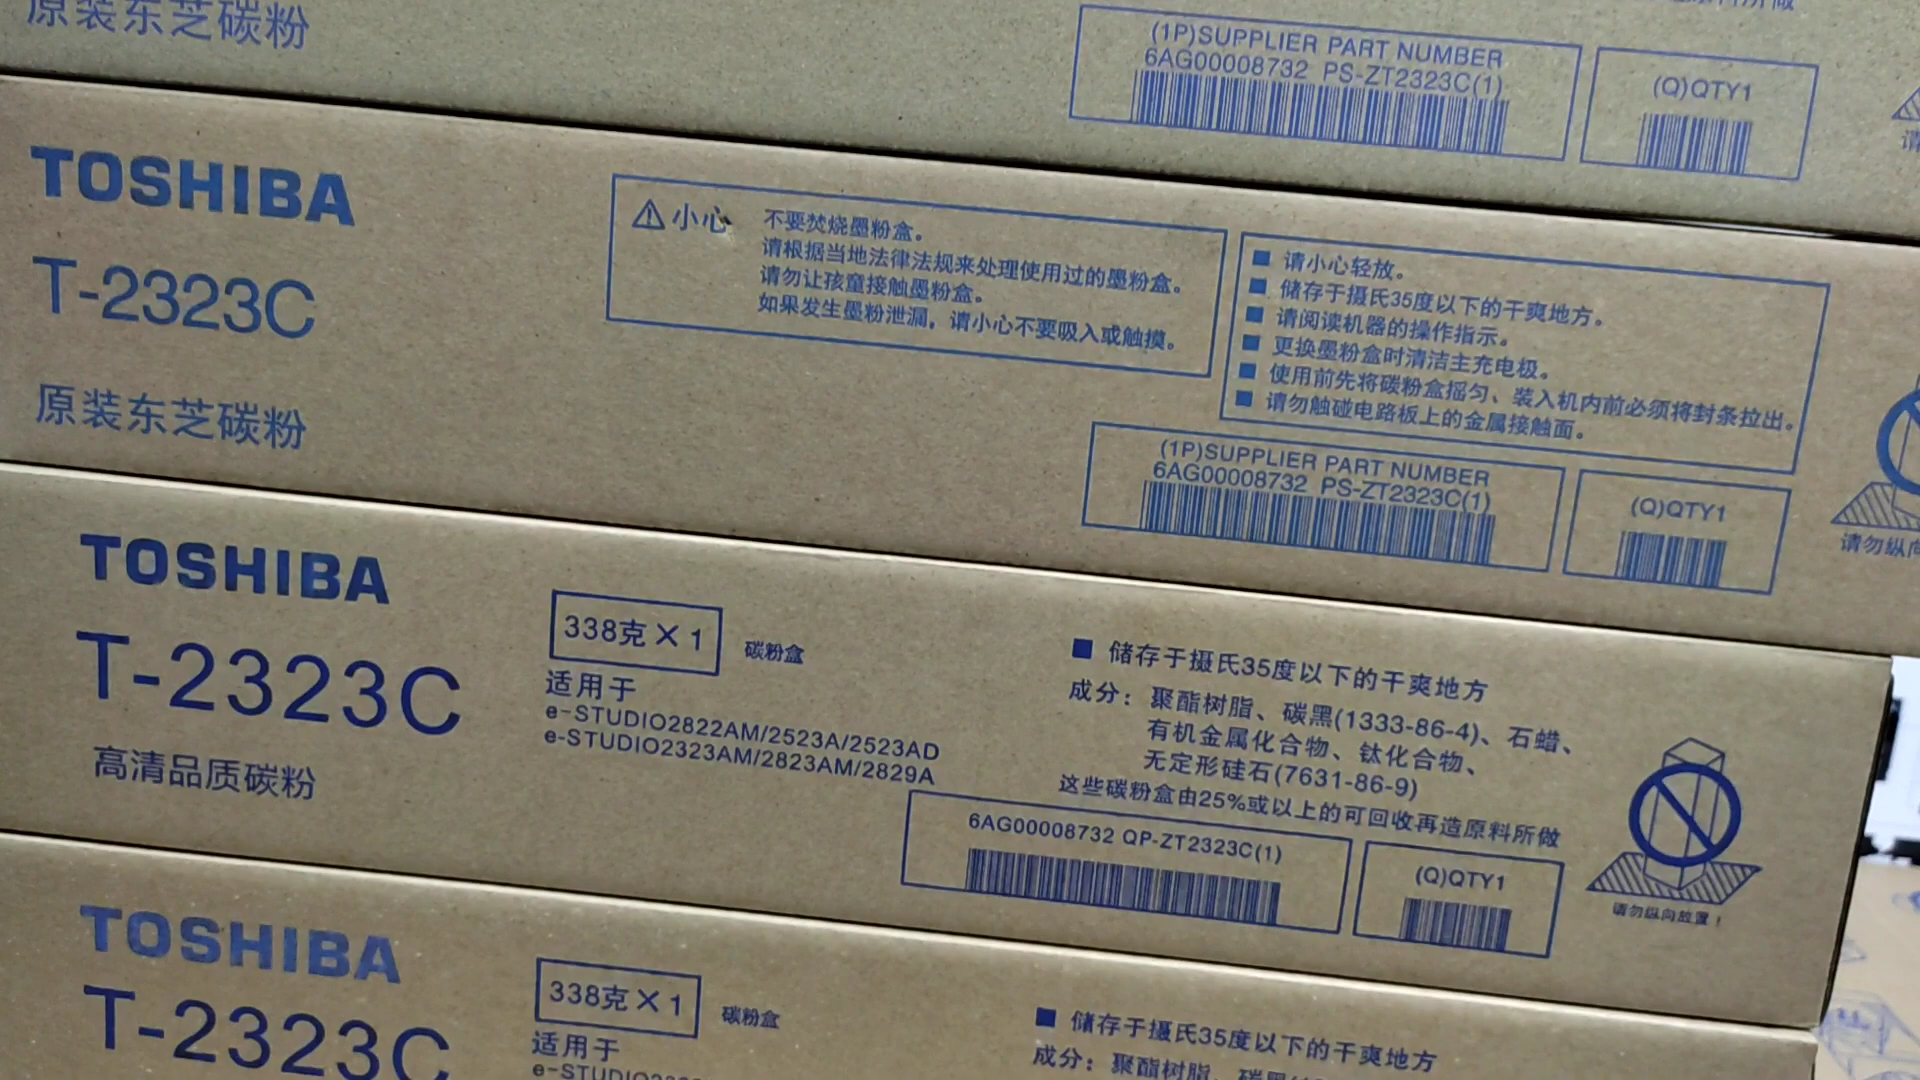 原装东芝碳粉
(1P)SUPPLIER PART NUMBER
6AG00008732 PS-ZT2323C(1)
(Q)QTY1
TOSHIBA
T-2323C
原装东芝碳粉
小心
不要焚烧墨粉盒。
请根据当地法律法规来处理使用过的墨粉盒。
请勿让孩童接触墨粉盒。
如果发生墨粉泄漏，请小心不要吸入或触摸。
■ 请小心轻放。
■ 储存于摄氏35度以下的干爽地方。
■ 请阅读机器的操作指示。
■ 更换墨粉盒时清洁主充电极。
■ 使用前先将碳粉盒摇匀、装入机内前必须将封条拉出。
■ 请勿触碰电路板上的金属接触面。
(1P)SUPPLIER PART NUMBER
6AG00008732 PS-ZT2323C(1)
(Q)QTY1
请勿纵向
TOSHIBA
T-2323C
高清品质碳粉
338克×1
碳粉盒
适用于
e-STUDIO2822AM/2523A/2523AD
e-STUDIO2323AM/2823AM/2829A
■ 储存于摄氏35度以下的干爽地方
成分：聚酯树脂、碳黑(1333-86-4)、石蜡、
有机金属化合物、钛化合物、
无定形硅石(7631-86-9)
这些碳粉盒由25%或以上的可回收再造原料所做
6AG00008732 QP-ZT2323C(1)
(Q)QTY1
请勿纵向放置！
TOSHIBA
T-2323C
338克×1
碳粉盒
适用于
■ 储存于摄氏35度以下的干爽地方
成分：聚酯树脂、碳黑